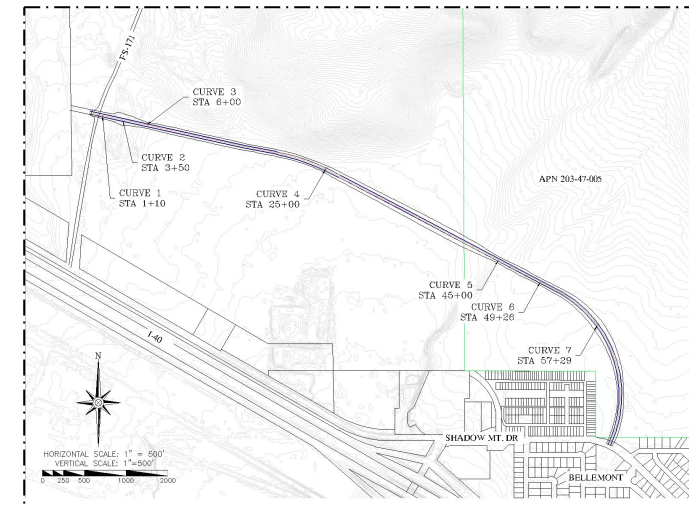 FS-171
CURVE 3
STA 6+00
CURVE 2
STA 3+50
CURVE 1
STA 1+10
CURVE 4
STA 25+00
APN 203-47-005
CURVE 5
STA 45+00
CURVE 6
STA 49+26
CURVE 7
STA 57+29
I-40
N
SHADOW MT. DR
BELLEMONT
HORIZONTAL SCALE: 1" = 500'
VERTICAL SCALE: 1"=500'
0 250 500 1000 2000